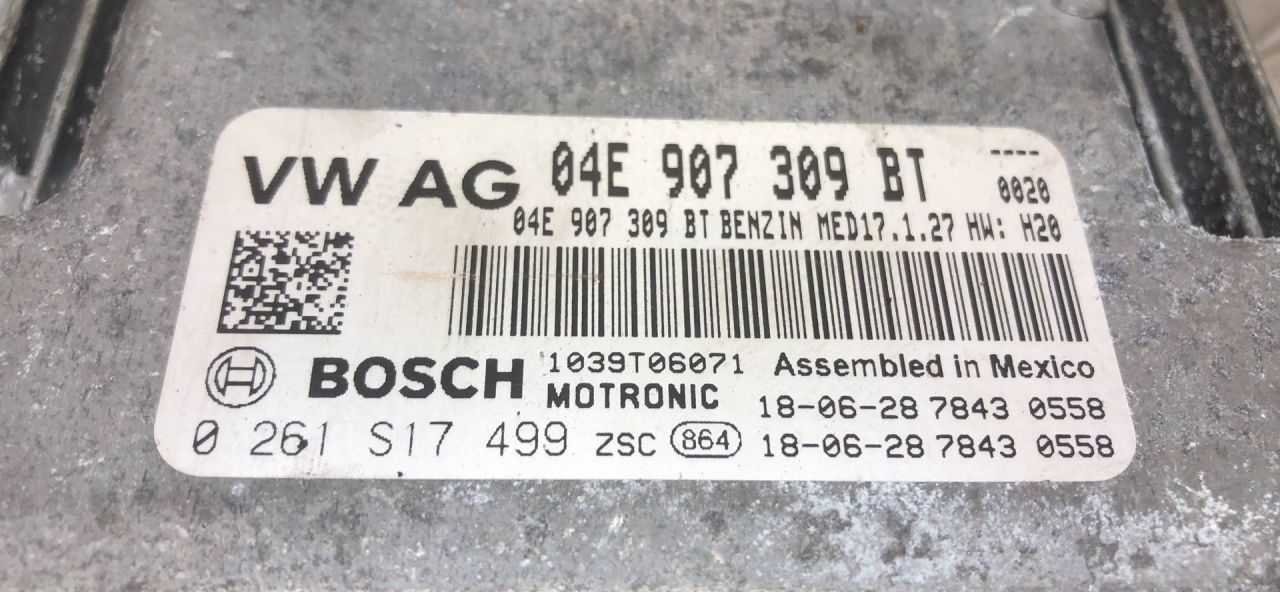 VW AG 04E 907 309 BT ----
0020
04E 907 309 BT BENZIN MED17.1.27 HW: H20
BOSCH 1039T06071 Assembled in Mexico
MOTRONIC 18-06-28 7843 0558
0 261 S17 499 ZSC 864 18-06-28 7843 0558